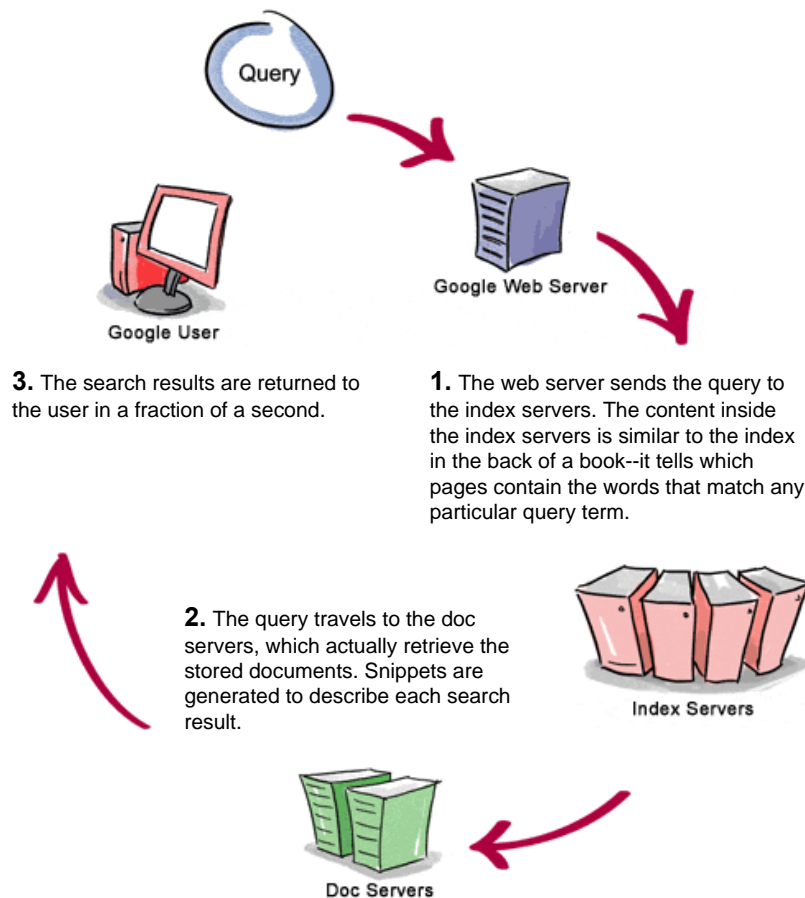 Query
Google Web Server
Google User
3. The search results are returned to
the user in a fraction of a second.
1. The web server sends the query to
the index servers. The content inside
the index servers is similar to the index
in the back of a book--it tells which
pages contain the words that match any
particular query term.
2. The query travels to the doc
servers, which actually retrieve the
stored documents. Snippets are
generated to describe each search
result.
Index Servers
Doc Servers